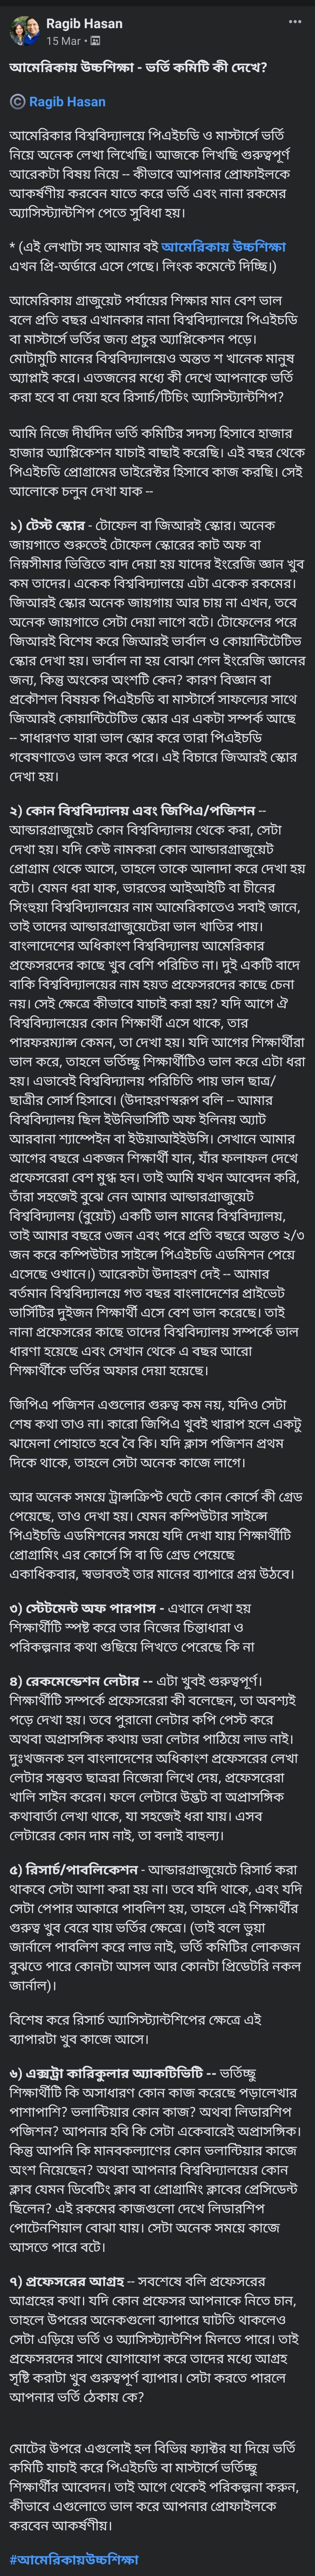 Ragib Hasan
15 Mar
আমেরিকায় উচ্চশিক্ষা - ভর্তি কমিটি কী দেখে?
© Ragib Hasan
আমেরিকার বিশ্ববিদ্যালয়ে পিএইচডি ও মাস্টার্সে ভর্তি
নিয়ে অনেক লেখা লিখেছি। আজকে লিখছি গুরুত্বপূর্ণ
আরেকটা বিষয় নিয়ে -- কীভাবে আপনার প্রোফাইলকে
আকর্ষণীয় করবেন যাতে করে ভর্তি এবং নানা রকমের
অ্যাসিস্ট্যান্টশিপ পেতে সুবিধা হয়।
* (এই লেখাটা সহ আমার বই আমেরিকায় উচ্চশিক্ষা
এখন প্রি-অর্ডারে এসে গেছে। লিংক কমেন্টে দিচ্ছি।)
আমেরিকায় গ্রাজুয়েট পর্যায়ের শিক্ষার মান বেশ ভাল
বলে প্রতি বছর এখানকার নানা বিশ্ববিদ্যালয়ে পিএইচডি
বা মাস্টার্সে ভর্তির জন্য প্রচুর অ্যাপ্লিকেশন পড়ে।
মোটামুটি মানের বিশ্ববিদ্যালয়েও অন্তত শ খানেক মানুষ
অ্যাপ্লাই করে। এতজনের মধ্যে কী দেখে আপনাকে ভর্তি
করা হবে বা দেয়া হবে রিসার্চ/টিচিং অ্যাসিস্ট্যান্টশিপ?
আমি নিজে দীর্ঘদিন ভর্তি কমিটির সদস্য হিসাবে হাজার
হাজার অ্যাপ্লিকেশন যাচাই বাছাই করেছি। এই বছর থেকে
পিএইচডি প্রোগ্রামের ডাইরেক্টর হিসাবে কাজ করছি। সেই
আলোকে চলুন দেখা যাক --
১) টেস্ট স্কোর - টোফেল বা জিআরই স্কোর। অনেক
জায়গাতে শুরুতেই টোফেল স্কোরের কাট অফ বা
নিম্নসীমার ভিত্তিতে বাদ দেয়া হয় যাদের ইংরেজি জ্ঞান খুব
কম তাদের। একেক বিশ্ববিদ্যালয়ে এটা একেক রকমের।
জিআরই স্কোর অনেক জায়গায় আর চায় না এখন, তবে
অনেক জায়গাতে সেটা দেয়া লাগে বটে। টোফেলের পরে
জিআরই বিশেষ করে জিআরই ভার্বাল ও কোয়ান্টিটেটিভ
স্কোর দেখা হয়। ভার্বাল না হয় বোঝা গেল ইংরেজি জ্ঞানের
জন্য, কিন্তু অংকের অংশটি কেন? কারণ বিজ্ঞান বা
প্রকৌশল বিষয়ক পিএইচডি বা মাস্টার্সে সাফল্যের সাথে
জিআরই কোয়ান্টিটেটিভ স্কোর এর একটা সম্পর্ক আছে
-- সাধারণত যারা ভাল স্কোর করে তারা পিএইচডি
গবেষণাতেও ভাল করে পরে। এই বিচারে জিআরই স্কোর
দেখা হয়।
২) কোন বিশ্ববিদ্যালয় এবং জিপিএ/পজিশন --
আন্ডারগ্রাজুয়েট কোন বিশ্ববিদ্যালয় থেকে করা, সেটা
দেখা হয়। যদি কেউ নামকরা কোন আন্ডারগ্রাজুয়েট
প্রোগ্রাম থেকে আসে, তাহলে তাকে আলাদা করে দেখা হয়
বটে। যেমন ধরা যাক, ভারতের আইআইটি বা চীনের
সিংহুয়া বিশ্ববিদ্যালয়ের নাম আমেরিকাতেও সবাই জানে,
তাই তাদের আন্ডারগ্রাজুয়েটেরা ভাল খাতির পায়।
বাংলাদেশের অধিকাংশ বিশ্ববিদ্যালয় আমেরিকার
প্রফেসরদের কাছে খুব বেশি পরিচিত না। দুই একটি বাদে
বাকি বিশ্ববিদ্যালয়ের নাম হয়ত প্রফেসরদের কাছে চেনা
নয়। সেই ক্ষেত্রে কীভাবে যাচাই করা হয়? যদি আগে ঐ
বিশ্ববিদ্যালয়ের কোন শিক্ষার্থী এসে থাকে, তার
পারফরম্যান্স কেমন, তা দেখা হয়। যদি আগের শিক্ষার্থীরা
ভাল করে, তাহলে ভর্তিচ্ছু শিক্ষার্থীটিও ভাল করে এটা ধরা
হয়। এভাবেই বিশ্ববিদ্যালয় পরিচিতি পায় ভাল ছাত্র/
ছাত্রীর সোর্স হিসাবে। (উদাহরণস্বরূপ বলি -- আমার
বিশ্ববিদ্যালয় ছিল ইউনিভার্সিটি অফ ইলিনয় অ্যাট
আরবানা শ্যাম্পেইন বা ইউয়াআইইউসি। সেখানে আমার
আগের বছরে একজন শিক্ষার্থী যান, যাঁর ফলাফল দেখে
প্রফেসরেরা বেশ মুগ্ধ হন। তাই আমি যখন আবেদন করি,
তাঁরা সহজেই বুঝে নেন আমার আন্ডারগ্রাজুয়েট
বিশ্ববিদ্যালয় (বুয়েট) একটি ভাল মানের বিশ্ববিদ্যালয়,
তাই আমার বছরে ৩জন এবং পরে প্রতি বছরে অন্তত ২/৩
জন করে কম্পিউটার সাইন্সে পিএইচডি এডমিশন পেয়ে
এসেছে ওখানে।) আরেকটা উদাহরণ দেই -- আমার
বর্তমান বিশ্ববিদ্যালয়ে গত বছর বাংলাদেশের প্রাইভেট
ভার্সিটির দুইজন শিক্ষার্থী এসে বেশ ভাল করেছে। তাই
নানা প্রফেসরের কাছে তাদের বিশ্ববিদ্যালয় সম্পর্কে ভাল
ধারণা হয়েছে এবং সেখান থেকে এ বছর আরো
শিক্ষার্থীকে ভর্তির অফার দেয়া হয়েছে।
জিপিএ পজিশন এগুলোর গুরুত্ব কম নয়, যদিও সেটা
শেষ কথা তাও না। কারো জিপিএ খুবই খারাপ হলে একটু
ঝামেলা পোহাতে হবে বৈ কি। যদি ক্লাস পজিশন প্রথম
দিকে থাকে, তাহলে সেটা অনেক কাজে লাগে।
আর অনেক সময়ে ট্রান্সক্রিপ্ট ঘেটে কোন কোর্সে কী গ্রেড
পেয়েছে, তাও দেখা হয়। যেমন কম্পিউটার সাইন্সে
পিএইচডি এডমিশনের সময়ে যদি দেখা যায় শিক্ষার্থীটি
প্রোগ্রামিং এর কোর্সে সি বা ডি গ্রেড পেয়েছে
একাধিকবার, স্বভাবতই তার মানের ব্যাপারে প্রশ্ন উঠবে।
৩) স্টেটমেন্ট অফ পারপাস - এখানে দেখা হয়
শিক্ষার্থীটি স্পষ্ট করে তার নিজের চিন্তাধারা ও
পরিকল্পনার কথা গুছিয়ে লিখতে পেরেছে কি না
৪) রেকমেন্ডেশন লেটার -- এটা খুবই গুরুত্বপূর্ণ।
শিক্ষার্থীটি সম্পর্কে প্রফেসরেরা কী বলেছেন, তা অবশ্যই
পড়ে দেখা হয়। তবে পুরানো লেটার কপি পেস্ট করে
অথবা অপ্রাসঙ্গিক কথায় ভরা লেটার পাঠিয়ে লাভ নাই।
দুঃখজনক হল বাংলাদেশের অধিকাংশ প্রফেসরের লেখা
লেটার সম্ভবত ছাত্ররা নিজেরা লিখে দেয়, প্রফেসরেরা
খালি সাইন করেন। ফলে লেটারে উদ্ভট বা অপ্রাসঙ্গিক
কথাবার্তা লেখা থাকে, যা সহজেই ধরা যায়। এসব
লেটারের কোন দাম নাই, তা বলাই বাহুল্য।
৫) রিসার্চ/পাবলিকেশন - আন্ডারগ্রাজুয়েটে রিসার্চ করা
থাকবে সেটা আশা করা হয় না। তবে যদি থাকে, এবং যদি
সেটা পেপার আকারে পাবলিশ হয়, তাহলে এই শিক্ষার্থীর
গুরুত্ব খুব বেরে যায় ভর্তির ক্ষেত্রে। (তাই বলে ভুয়া
জার্নালে পাবলিশ করে লাভ নাই, ভর্তি কমিটির লোকজন
বুঝতে পারে কোনটা আসল আর কোনটা প্রিডেটরি নকল
জার্নাল)।
বিশেষ করে রিসার্চ অ্যাসিস্ট্যান্টশিপের ক্ষেত্রে এই
ব্যাপারটা খুব কাজে আসে।
৬) এক্সট্রা কারিকুলার অ্যাকটিভিটি -- ভর্তিচ্ছু
শিক্ষার্থীটি কি অসাধারণ কোন কাজ করেছে পড়ালেখার
পাশাপাশি? ভলান্টিয়ার কোন কাজ? অথবা লিডারশিপ
পজিশন? আপনার হবি কি সেটা একেবারেই অপ্রাসঙ্গিক।
কিন্তু আপনি কি মানবকল্যাণের কোন ভলান্টিয়ার কাজে
অংশ নিয়েছেন? অথবা আপনার বিশ্ববিদ্যালয়ের কোন
ক্লাব যেমন ডিবেটিং ক্লাব বা প্রোগ্রামিং ক্লাবের প্রেসিডেন্ট
ছিলেন? এই রকমের কাজগুলো দেখে লিডারশিপ
পোটেনশিয়াল বোঝা যায়। সেটা অনেক সময়ে কাজে
আসতে পারে বটে।
৭) প্রফেসরের আগ্রহ -- সবশেষে বলি প্রফেসরের
আগ্রহের কথা। যদি কোন প্রফেসর আপনাকে নিতে চান,
তাহলে উপরের অনেকগুলো ব্যাপারে ঘাটতি থাকলেও
সেটা এড়িয়ে ভর্তি ও অ্যাসিস্ট্যান্টশিপ মিলতে পারে। তাই
প্রফেসরদের সাথে যোগাযোগ করে তাদের মধ্যে আগ্রহ
সৃষ্টি করাটা খুব গুরুত্বপূর্ণ ব্যাপার। সেটা করতে পারলে
আপনার ভর্তি ঠেকায় কে?
মোটের উপরে এগুলোই হল বিভিন্ন ফ্যাক্টর যা দিয়ে ভর্তি
কমিটি যাচাই করে পিএইচডি বা মাস্টার্সে ভর্তিচ্ছু
শিক্ষার্থীর আবেদন। তাই আগে থেকেই পরিকল্পনা করুন,
কীভাবে এগুলোতে ভাল করে আপনার প্রোফাইলকে
করবেন আকর্ষণীয়।
#আমেরিকায়উচ্চশিক্ষা